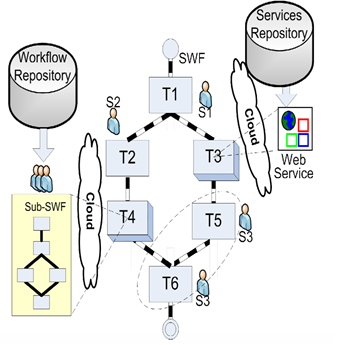 Services
Repository
Workflow
Repository
SWF
S2
T1
S1
Cloud
T2
T3
Web
Service
Cloud
Sub-SWF
T4
T5
S3
T6
S3